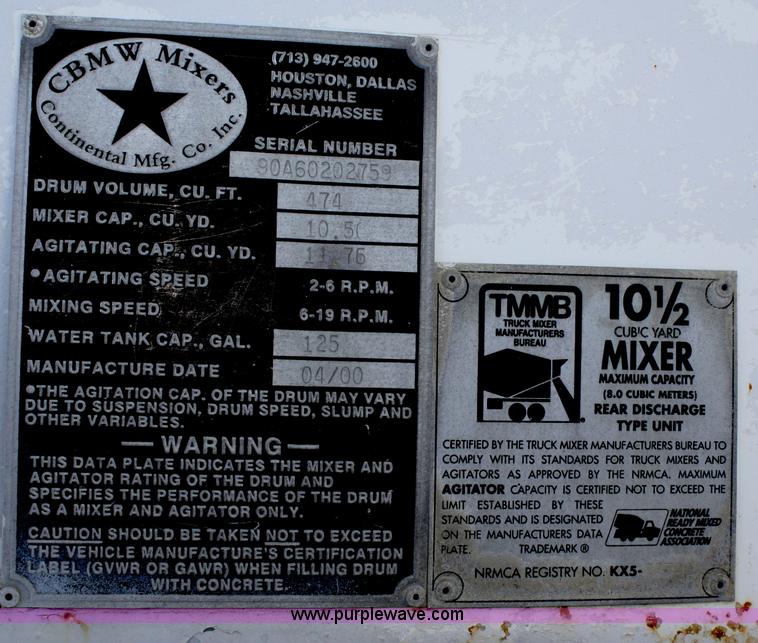 CBMW Mixers
Continental Mfg. Co. Inc.
(713) 947-2600
HOUSTON, DALLAS
NASHVILLE
TALLAHASSEE
SERIAL NUMBER
90A60202759
DRUM VOLUME, CU. FT. 474
MIXER CAP., CU. YD. 10.50
AGITATING CAP., CU. YD. 11.76
•AGITATING SPEED 2-6 R.P.M.
MIXING SPEED 6-19 R.P.M.
WATER TANK CAP., GAL. 125
MANUFACTURE DATE 04/00
•THE AGITATION CAP. OF THE DRUM MAY VARY
DUE TO SUSPENSION, DRUM SPEED, SLUMP AND
OTHER VARIABLES.
WARNING
THIS DATA PLATE INDICATES THE MIXER AND
AGITATOR RATING OF THE DRUM AND
SPECIFIES THE PERFORMANCE OF THE DRUM
AS A MIXER AND AGITATOR ONLY.
CAUTION SHOULD BE TAKEN NOT TO EXCEED
THE VEHICLE MANUFACTURE'S CERTIFICATION
LABEL (GVWR OR GAWR) WHEN FILLING DRUM
WITH CONCRETE.
TMMB
TRUCK MIXER
MANUFACTURERS
BUREAU
10 1/2
CUBIC YARD
MIXER
MAXIMUM CAPACITY
(8.0 CUBIC METERS)
REAR DISCHARGE
TYPE UNIT
CERTIFIED BY THE TRUCK MIXER MANUFACTURERS BUREAU TO
COMPLY WITH ITS STANDARDS FOR TRUCK MIXERS AND
AGITATORS AS APPROVED BY THE NRMCA. MAXIMUM
AGITATOR CAPACITY IS CERTIFIED NOT TO EXCEED THE
LIMIT ESTABLISHED BY THESE
STANDARDS AND IS DESIGNATED
ON THE MANUFACTURERS DATA
PLATE. TRADEMARK ®
NATIONAL
READY MIXED
CONCRETE
ASSOCIATION
NRMCA REGISTRY NO. KX5-
www.purplewave.com